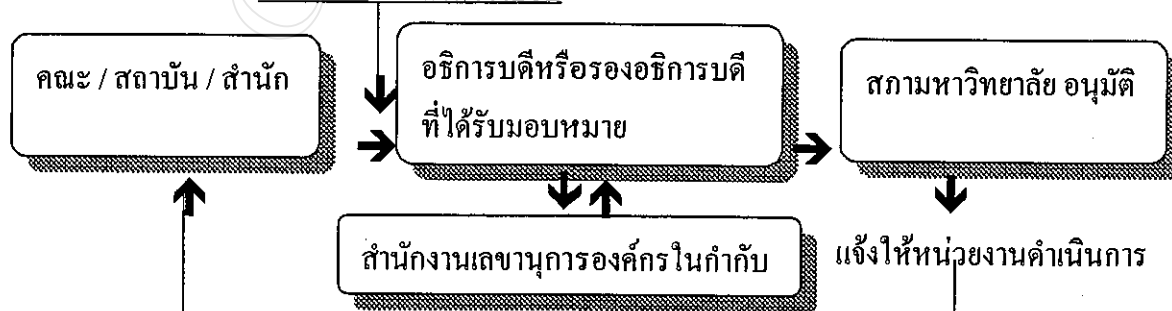 คณะ / สถาบัน / สำนัก
อธิการบดีหรือรองอธิการบดี
ที่ได้รับมอบหมาย
สภามหาวิทยาลัย อนุมัติ
สำนักงานเลขานุการองค์กรในกำกับ
แจ้งให้หน่วยงานดำเนินการ